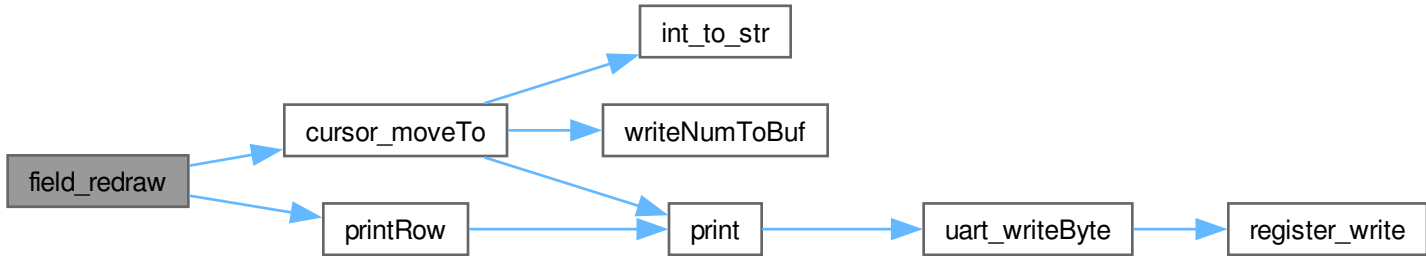 field_redraw
cursor_moveTo
printRow
int_to_str
writeNumToBuf
print
uart_writeByte
register_write